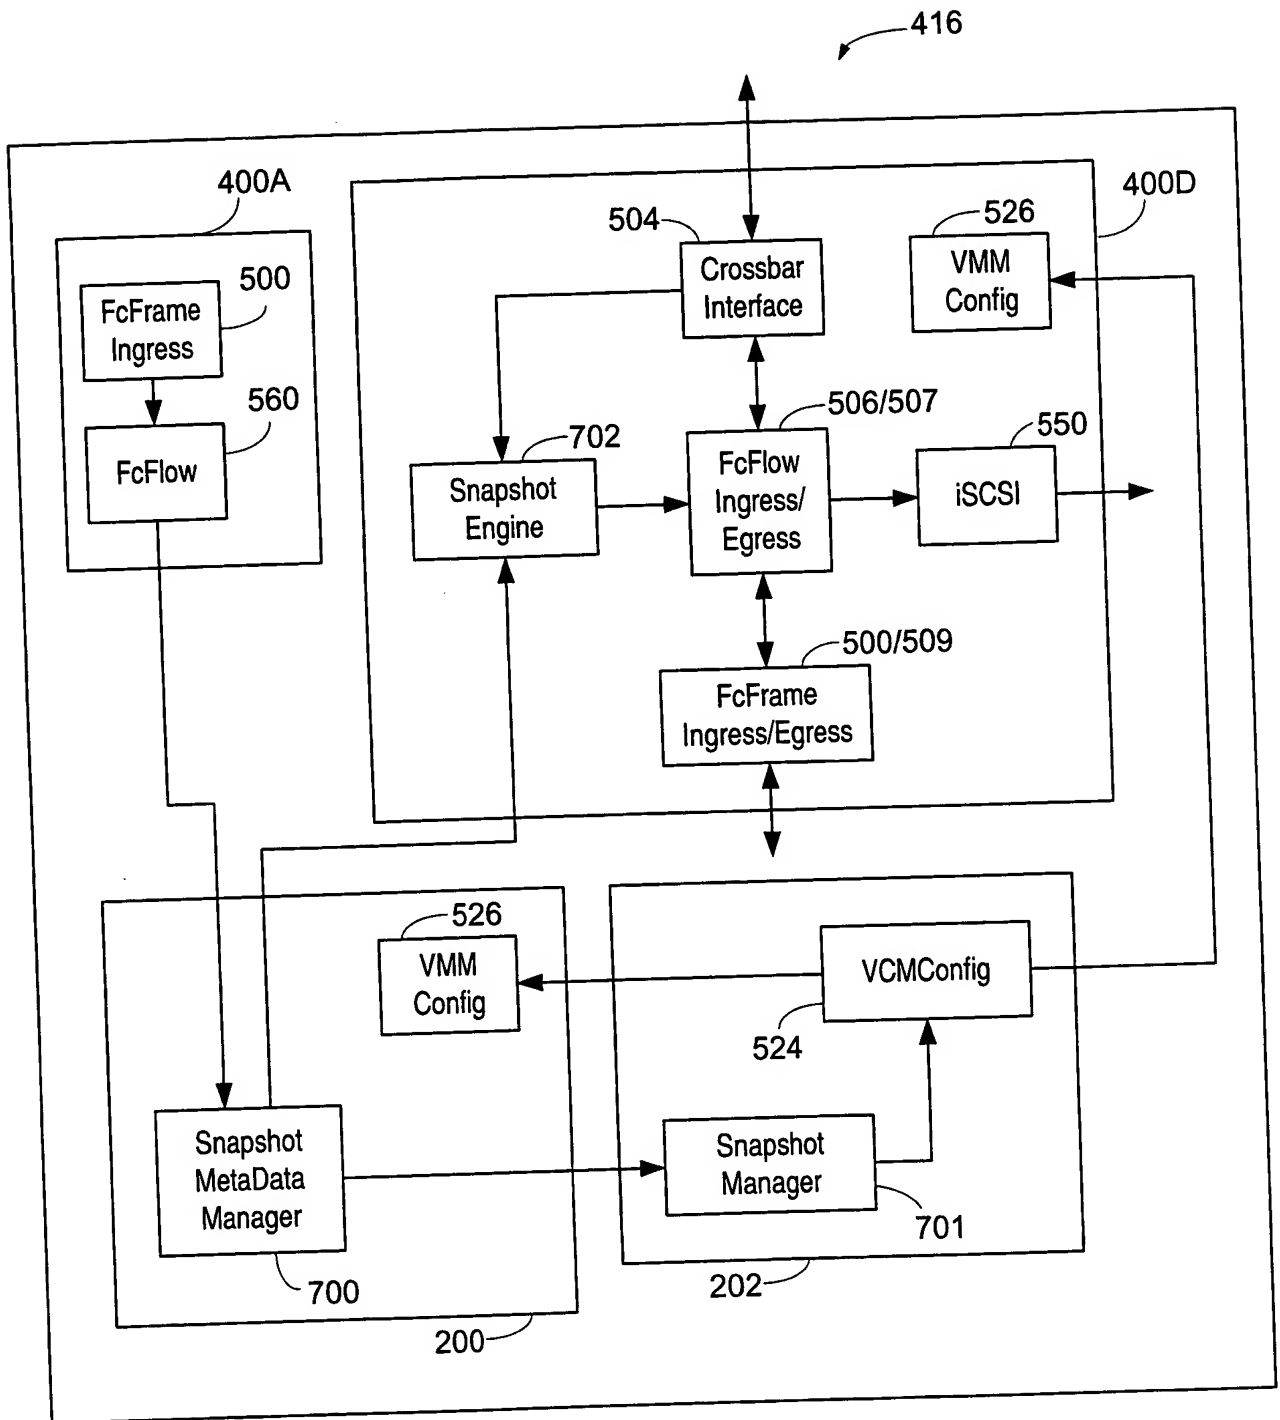 416
400A
400D
504
526
500
Crossbar
Interface
VMM
Config
FcFrame
Ingress
560
506/507
550
702
FcFlow
FcFlow
Ingress/
Egress
Snapshot
Engine
iSCSI
500/509
FcFrame
Ingress/Egress
526
VMM
Config
VCMConfig
524
Snapshot
MetaData
Manager
Snapshot
Manager
701
700
202
200